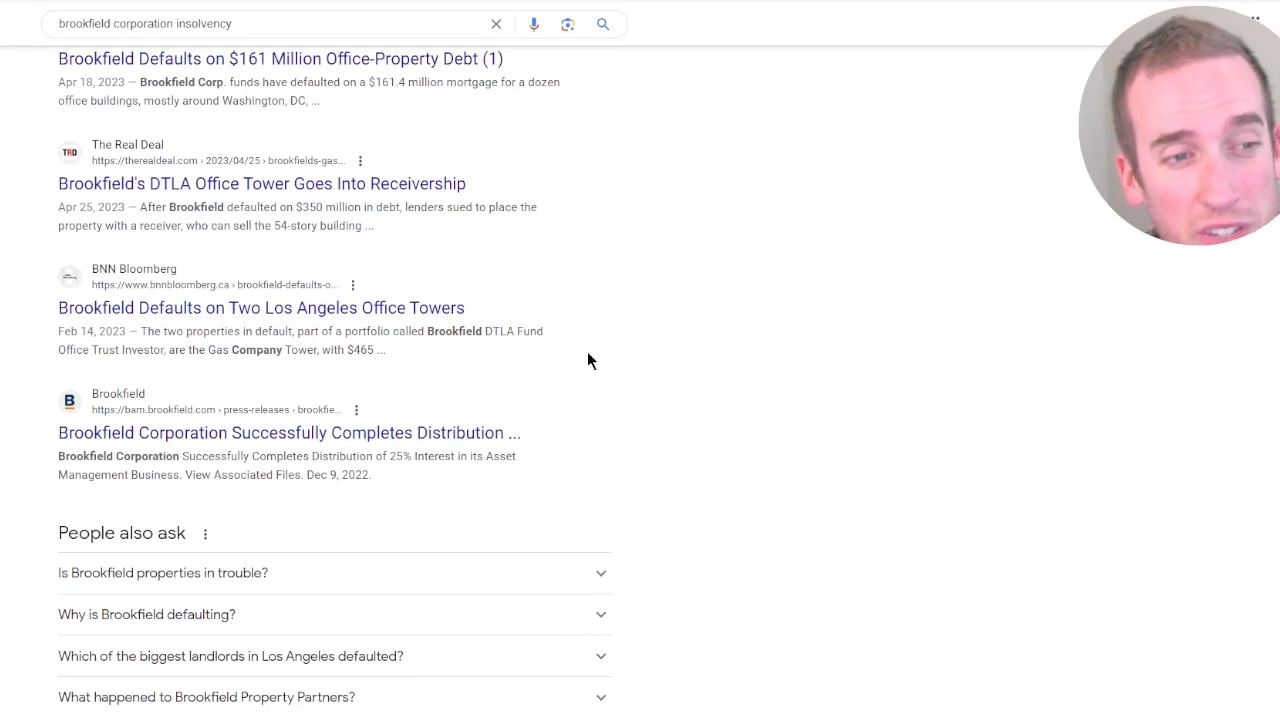 brookfield corporation insolvency
Brookfield Defaults on $161 Million Office-Property Debt (1)
Apr 18, 2023 — Brookfield Corp. funds have defaulted on a $161.4 million mortgage for a dozen
office buildings, mostly around Washington, DC, ...
TRD
The Real Deal
https://therealdeal.com › 2023/04/25 › brookfields-gas...
Brookfield's DTLA Office Tower Goes Into Receivership
Apr 25, 2023 — After Brookfield defaulted on $350 million in debt, lenders sued to place the
property with a receiver, who can sell the 54-story building ...
BNN Bloomberg
https://www.bnnbloomberg.ca › brookfield-defaults-o...
Brookfield Defaults on Two Los Angeles Office Towers
Feb 14, 2023 — The two properties in default, part of a portfolio called Brookfield DTLA Fund
Office Trust Investor, are the Gas Company Tower, with $465 ...
B
Brookfield
https://bam.brookfield.com › press-releases › brookfie...
Brookfield Corporation Successfully Completes Distribution ...
Brookfield Corporation Successfully Completes Distribution of 25% Interest in its Asset
Management Business. View Associated Files. Dec 9, 2022.
People also ask
Is Brookfield properties in trouble?
Why is Brookfield defaulting?
Which of the biggest landlords in Los Angeles defaulted?
What happened to Brookfield Property Partners?